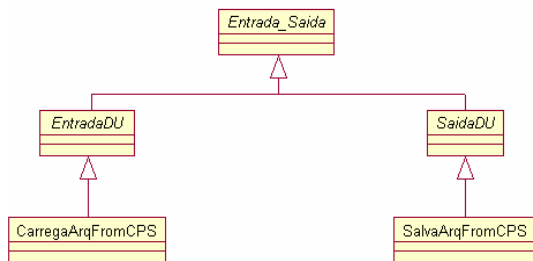 Entrada_Saida
EntradaDU
SaidaDU
CarregaArqFromCPS
SalvaArqFromCPS